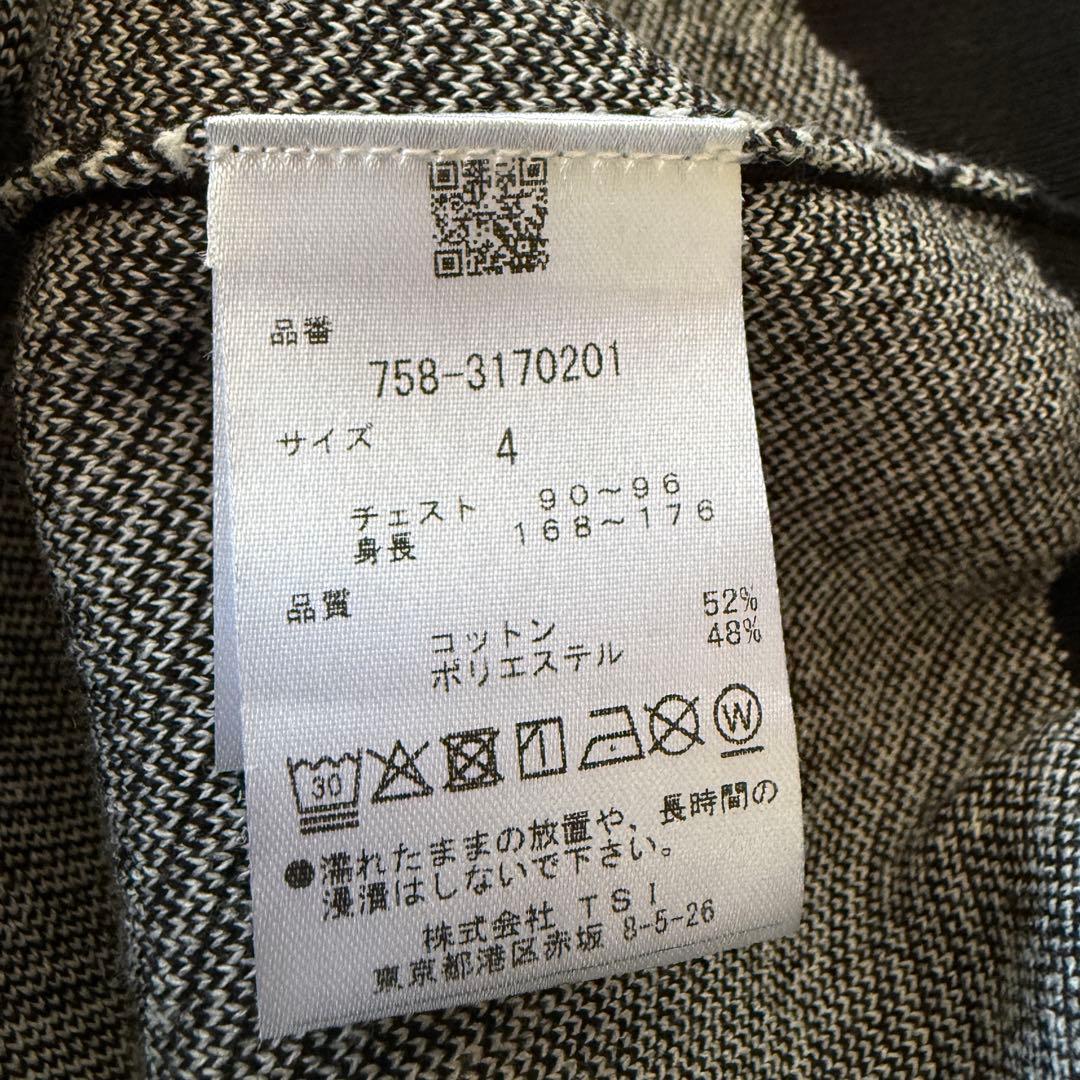 品番
758-3170201
サイズ 4
チェスト 90～96
身長 168～176
品質
コットン 52%
ポリエステル 48%
30
W
●濡れたままの放置や、長時間の
浸漬はしないで下さい。
株式会社 TSI
東京都港区赤坂 8-5-26